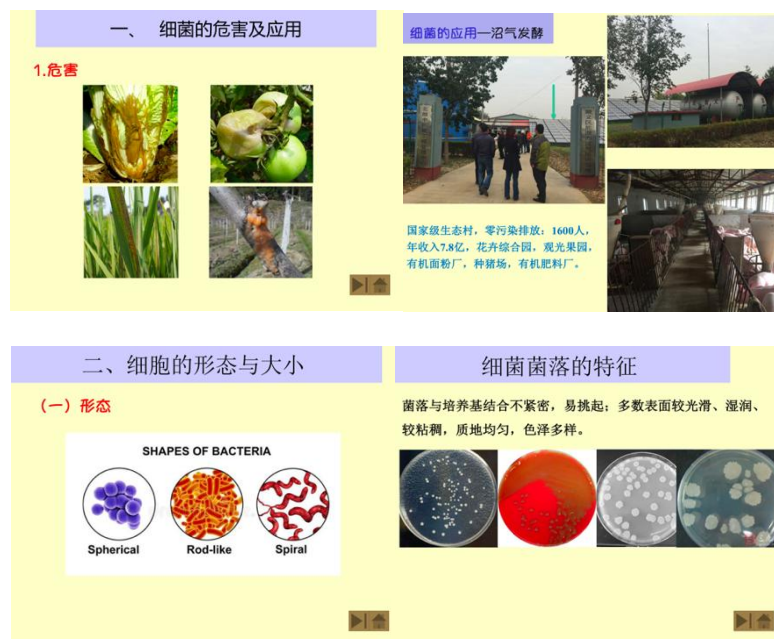 一、 细菌的危害及应用
1.危害
细菌的应用—沼气发酵
国家级生态村，零污染排放：1600人，
年收入7.8亿，花卉综合园，观光果园，
有机面粉厂，种猪场，有机肥料厂。
二、细胞的形态与大小
（一）形态
SHAPES OF BACTERIA
Spherical Rod-like Spiral
细菌菌落的特征
菌落与培养基结合不紧密，易挑起；多数表面较光滑、湿润、
较粘稠，质地均匀，色泽多样。